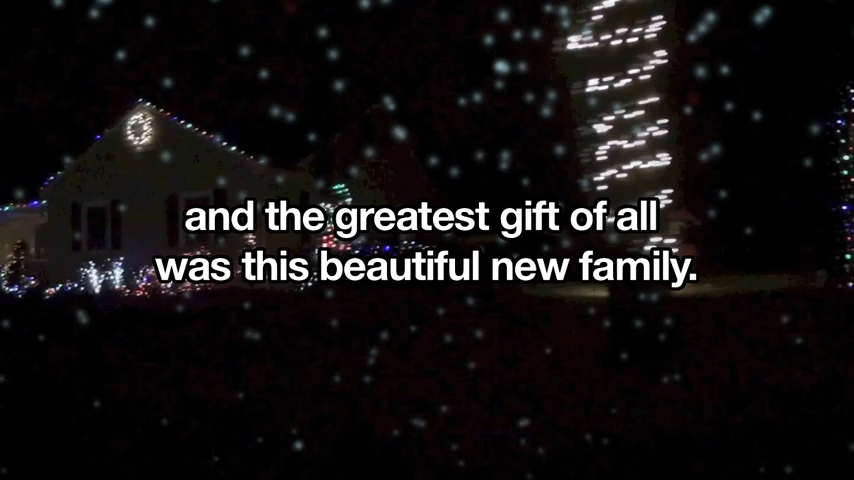 and the greatest gift of all
was this beautiful new family.